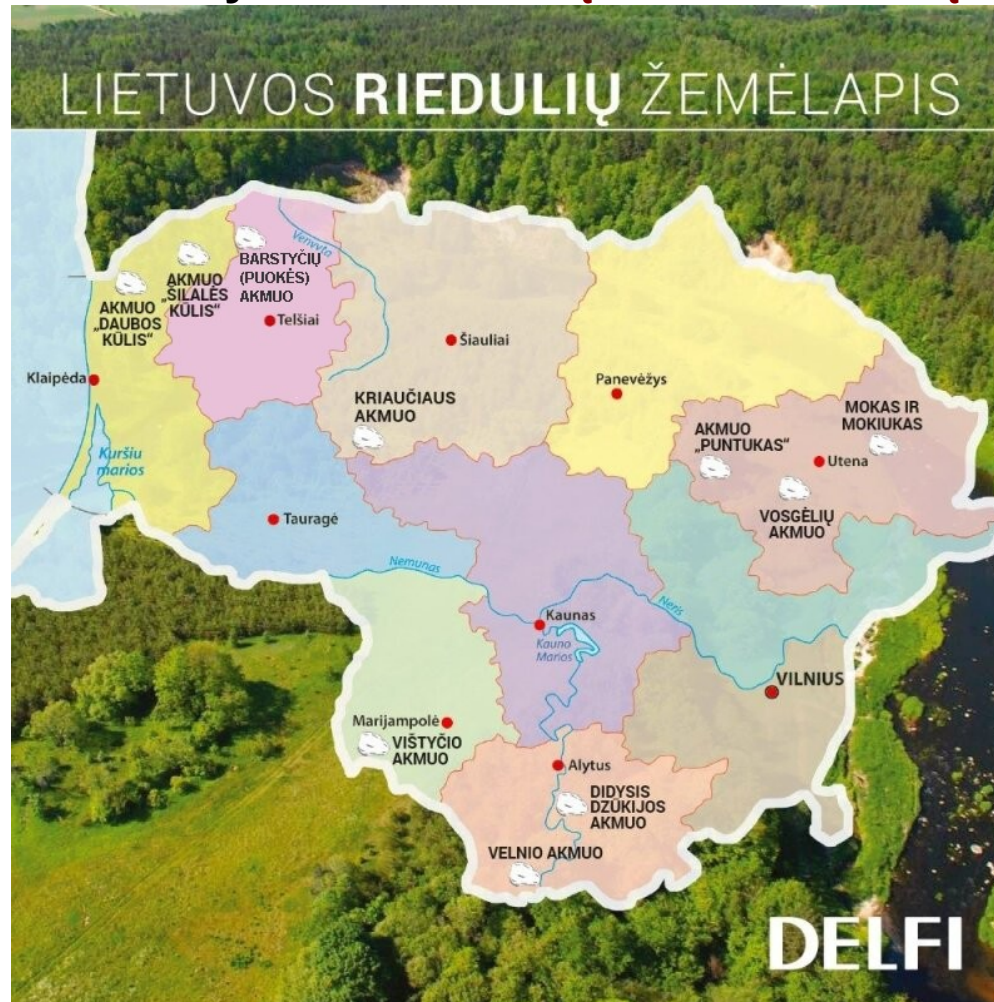 LIETUVOS RIEDULIŲ ŽEMĖLAPIS
Venvyta
BARSTYČIŲ
(PUOKĖS)
AKMUO
AKMUO
„ŠILALĖS
KŪLIS“
AKMUO
„DAUBOS
KŪLIS“
Telšiai
Šiauliai
Klaipėda
Panevėžys
KRIAUČIAUS
AKMUO
MOKAS IR
MOKIUKAS
AKMUO
„PUNTUKAS“
Utena
Kuršiu
marios
VOSGĖLIŲ
AKMUO
Tauragė
Nemunas
Neris
Kaunas
Kauno
Marios
VILNIUS
Marijampolė
VIŠTYČIO
AKMUO
Alytus
DIDYSIS
DZŪKIJOS
AKMUO
VELNIO AKMUO
DELFI